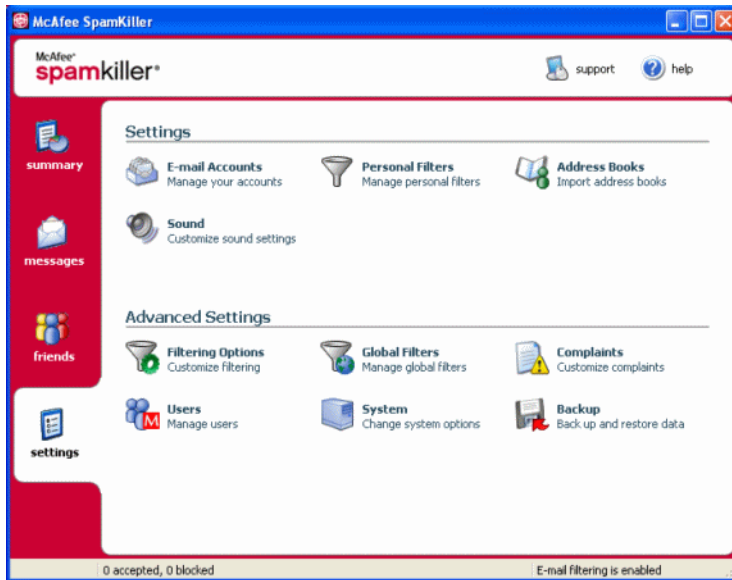 McAfee SpamKiller
McAfee®
spamkiller®
support
help
summary
messages
friends
settings
Settings
E-mail Accounts
Manage your accounts
Personal Filters
Manage personal filters
Address Books
Import address books
Sound
Customize sound settings
Advanced Settings
Filtering Options
Customize filtering
Global Filters
Manage global filters
Complaints
Customize complaints
Users
Manage users
System
Change system options
Backup
Back up and restore data
0 accepted, 0 blocked
E-mail filtering is enabled